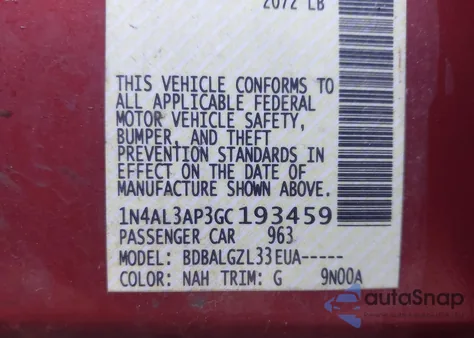 2072 LB
THIS VEHICLE CONFORMS TO
ALL APPLICABLE FEDERAL
MOTOR VEHICLE SAFETY,
BUMPER, AND THEFT
PREVENTION STANDARDS IN
EFFECT ON THE DATE OF
MANUFACTURE SHOWN ABOVE.
1N4AL3AP3GC193459
PASSENGER CAR 963
MODEL: BDBALGZL33EUA-----
COLOR: NAH TRIM: G 9N00A
autoSnap